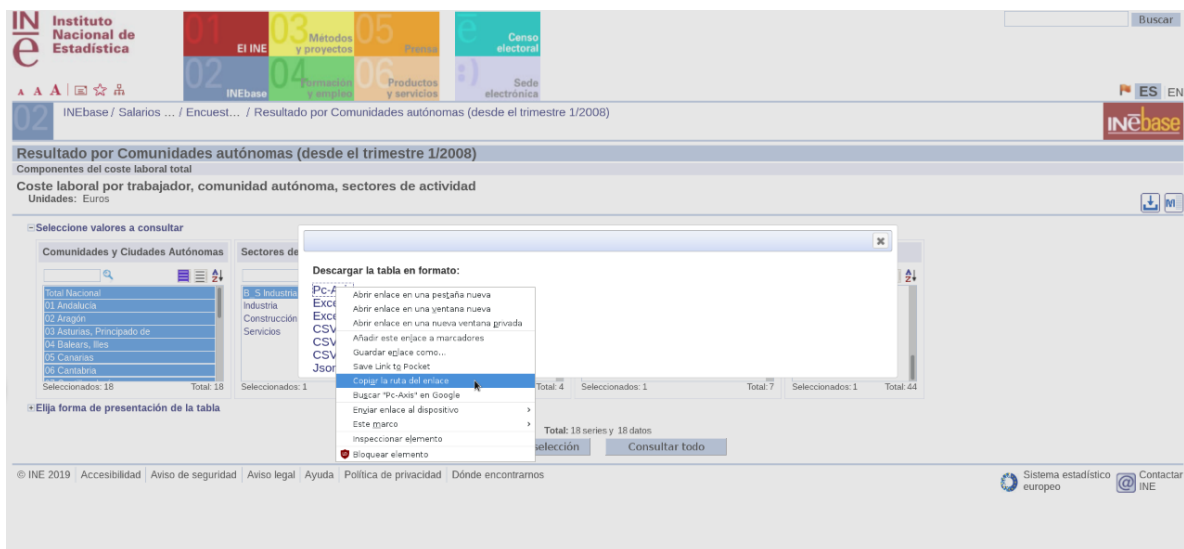 INe
Instituto
Nacional de
Estadística
01
El INE
03
Métodos
y proyectos
05
Prensa
Censo
electoral
02
INEbase
04
Formación
y empleo
06
Productos
y servicios
:)
Sede
electrónica
Buscar
A A A
ES EN
02
INEbase / Salarios ... / Encuest... / Resultado por Comunidades autónomas (desde el trimestre 1/2008)
INebase
Resultado por Comunidades autónomas (desde el trimestre 1/2008)
Componentes del coste laboral total
Coste laboral por trabajador, comunidad autónoma, sectores de actividad
Unidades: Euros
Seleccione valores a consultar
Comunidades y Ciudades Autónomas
Sectores de
Total Nacional
01 Andalucía
02 Aragón
03 Asturias, Principado de
04 Balears, Illes
05 Canarias
06 Cantabria
Seleccionados: 18 Total: 18
B_S Industria
Industria
Construcción
Servicios
Seleccionados: 1
Total: 4
Seleccionados: 1 Total: 7
Seleccionados: 1 Total: 44
Descargar la tabla en formato:
Pc-A
Exce
Exce
CSV
CSV
CSV
Json
Abrir enlace en una pestaña nueva
Abrir enlace en una ventana nueva
Abrir enlace en una nueva ventana privada
Añadir este enlace a marcadores
Guardar enlace como...
Save Link to Pocket
Copiar la ruta del enlace
Buscar "Pc-Axis" en Google
Enviar enlace al dispositivo
Este marco
Inspeccionar elemento
Bloquear elemento
Elija forma de presentación de la tabla
Total: 18 series y 18 datos
selección
Consultar todo
© INE 2019 Accesibilidad Aviso de seguridad Aviso legal Ayuda Política de privacidad Dónde encontrarnos
Sistema estadístico
europeo
Contactar
INE